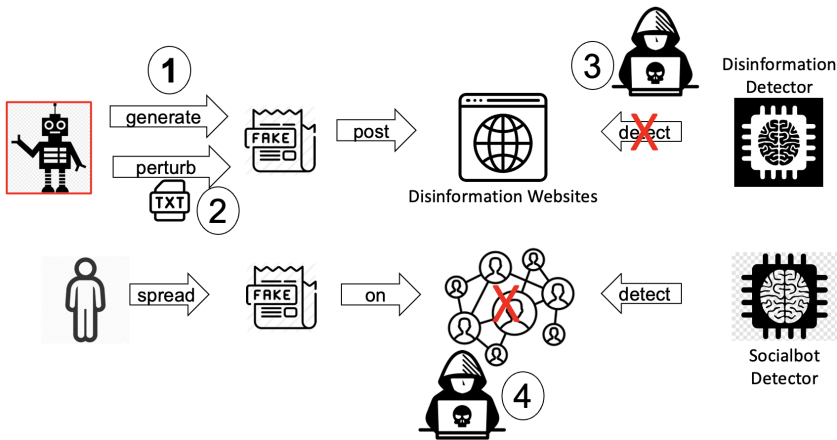 1
3
Disinformation
Detector
generate
FAKE
post
detect
X
perturb
TXT
2
Disinformation Websites
spread
FAKE
on
X
detect
Socialbot
Detector
4